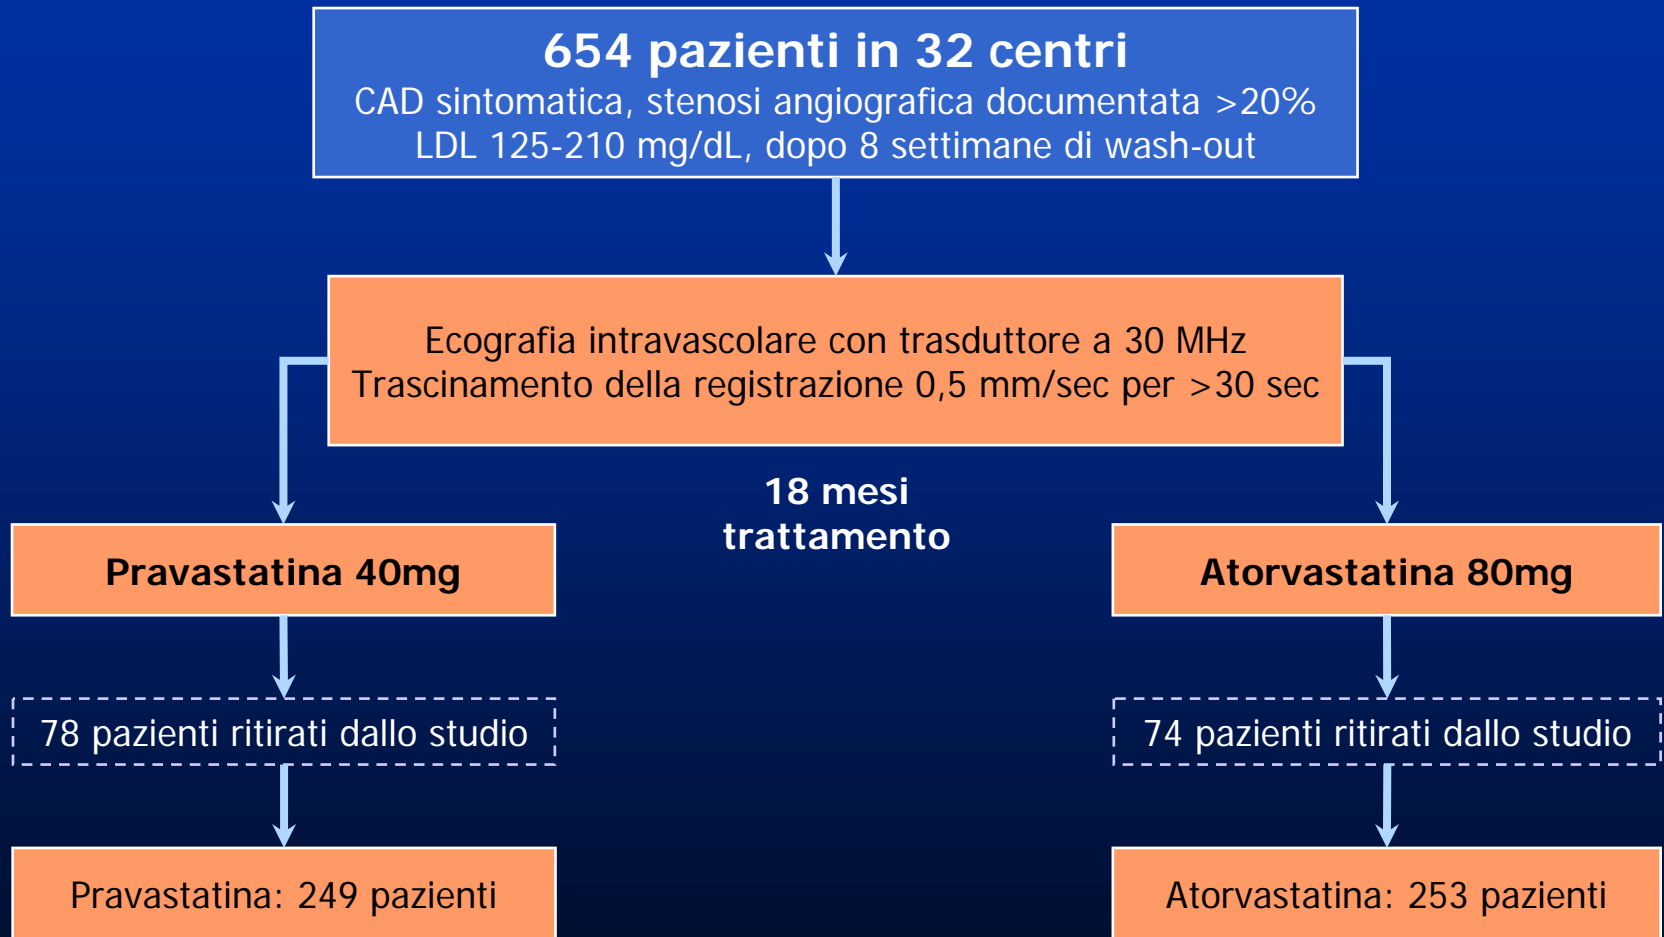 654 pazienti in 32 centri
CAD sintomatica, stenosi angiografica documentata >20%
LDL 125-210 mg/dL, dopo 8 settimane di wash-out
Ecografia intravascolare con trasduttore a 30 MHz
Trascinamento della registrazione 0,5 mm/sec per >30 sec
18 mesi
trattamento
Pravastatina 40mg
Atorvastatina 80mg
78 pazienti ritirati dallo studio
74 pazienti ritirati dallo studio
Pravastatina: 249 pazienti
Atorvastatina: 253 pazienti